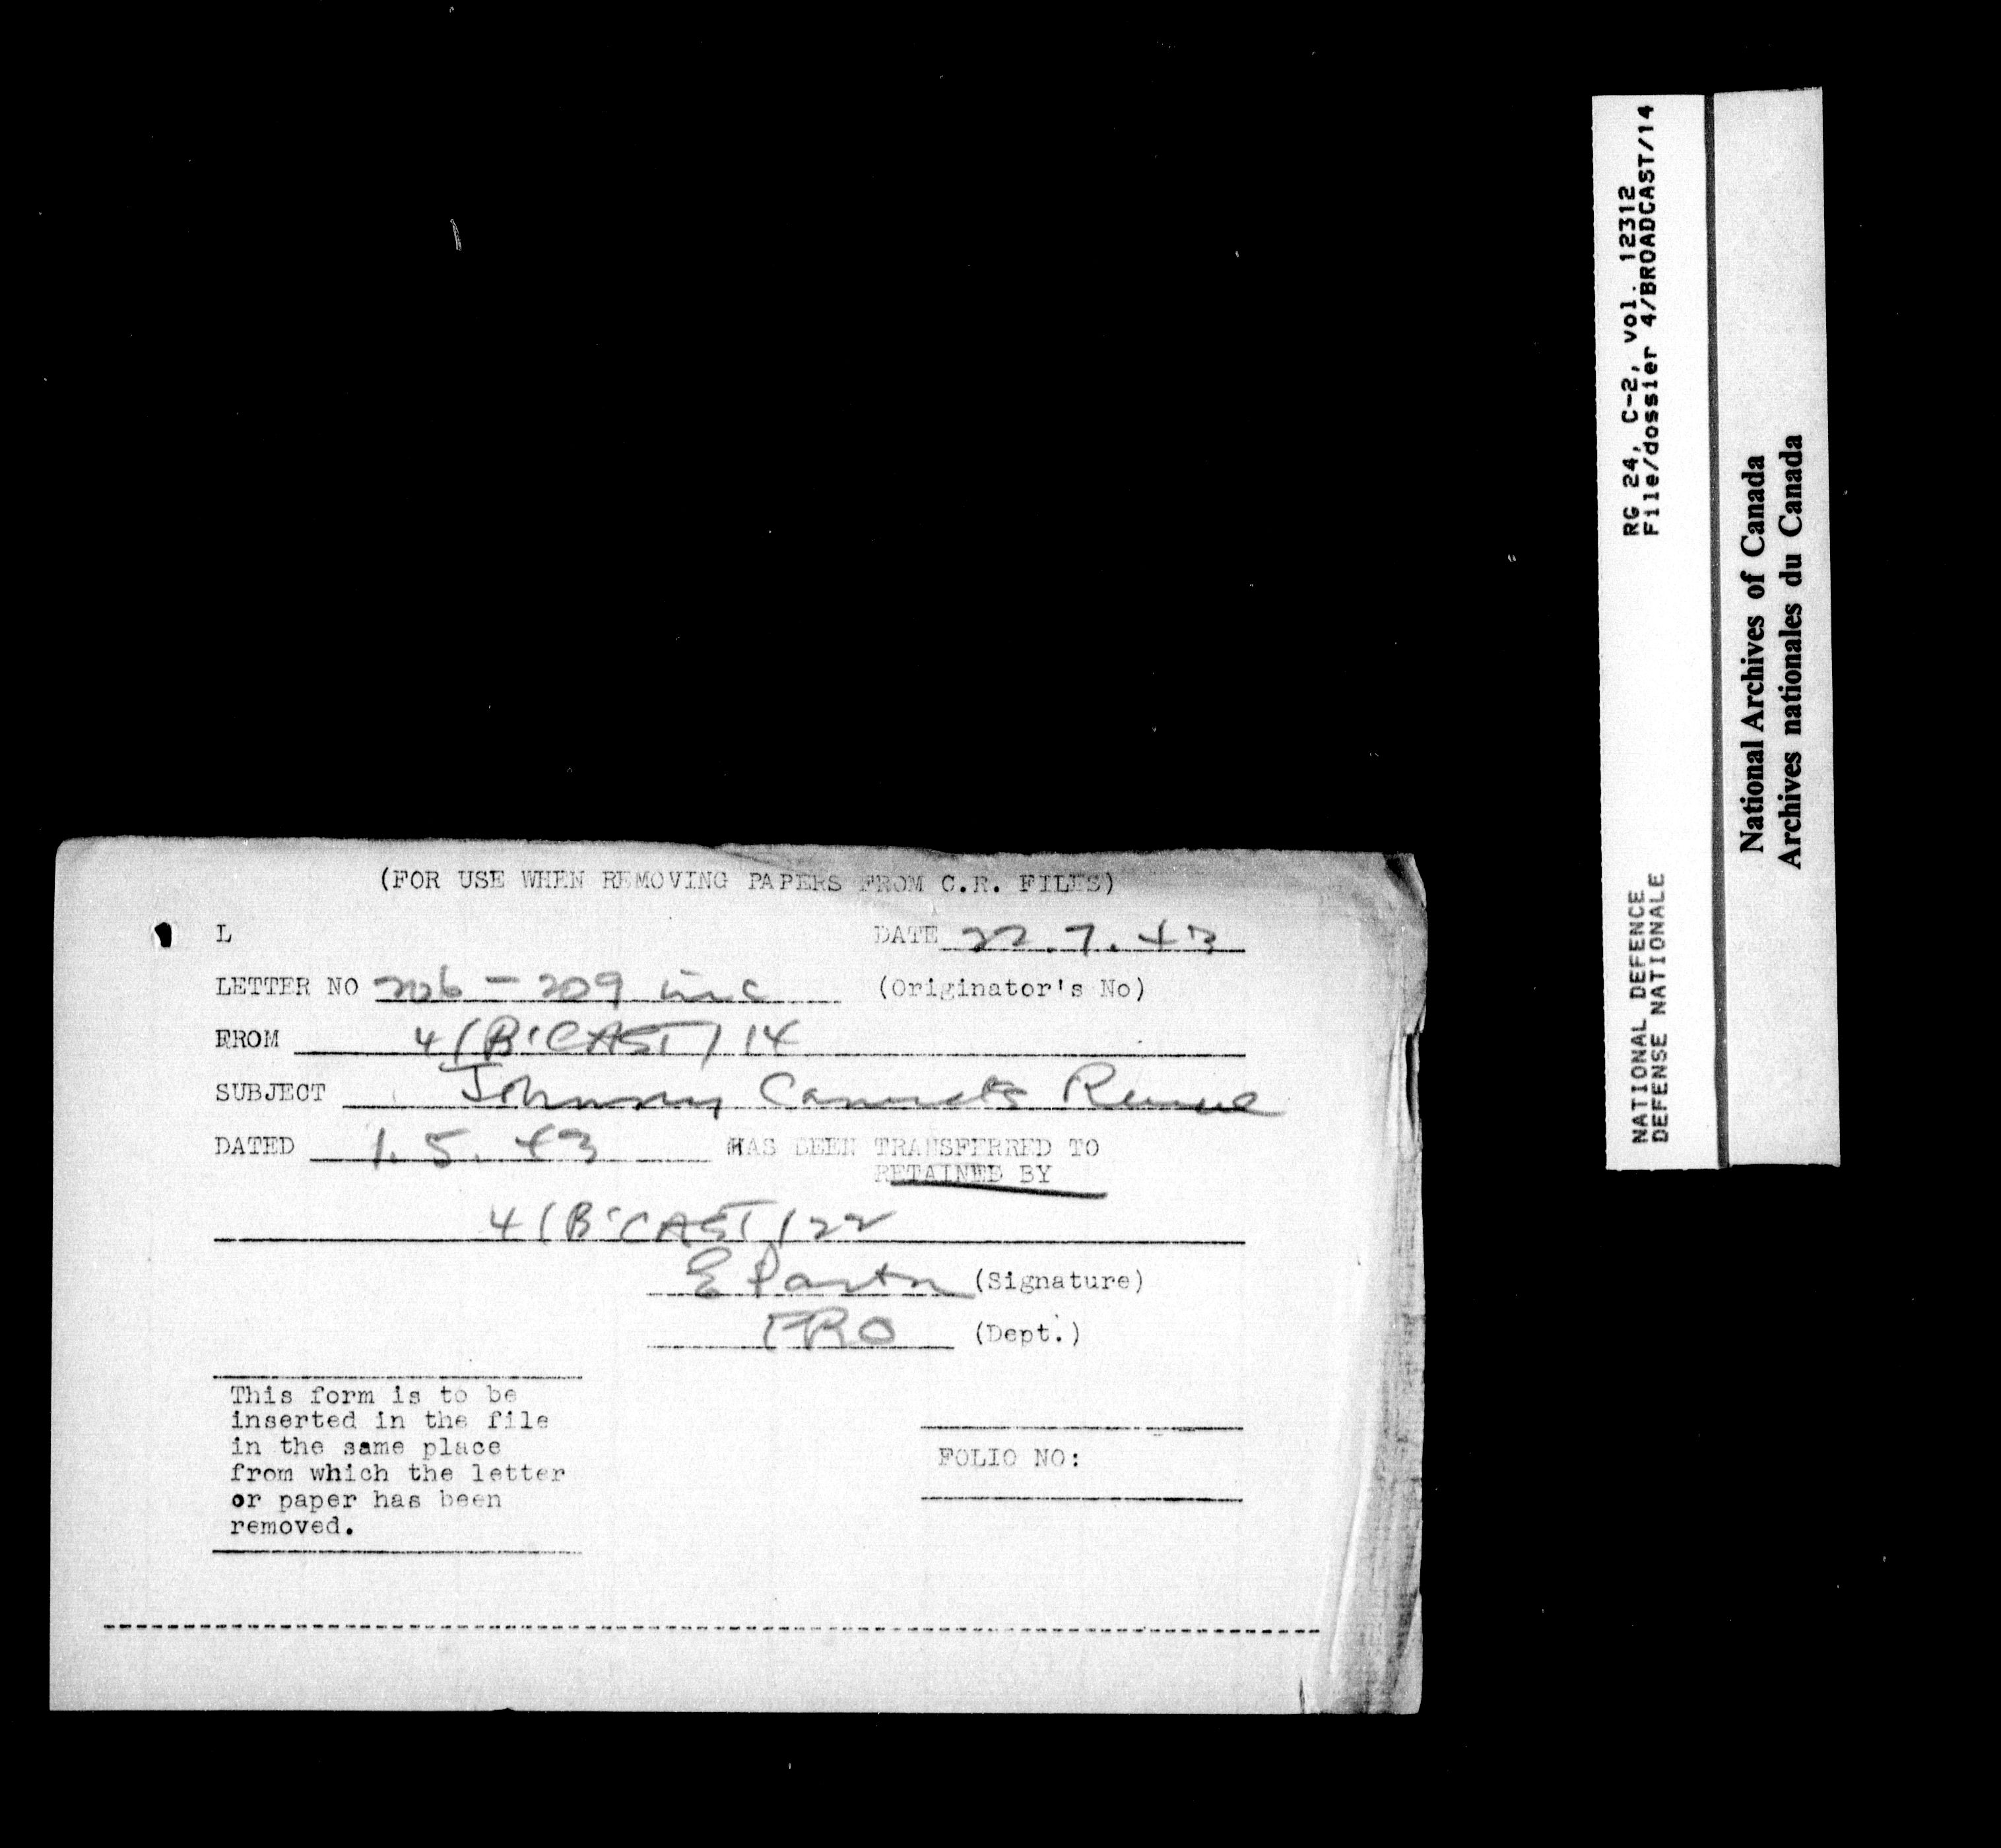 (FOR USE WHEN REMOVING PAPERS FROM C.R. FILES)
L DATE 22.7.43
LETTER NO 206 - 209 inc (Originator's No)
FROM 4/B'CAST/14
SUBJECT Johnny Canucks Revue
DATED 1.5.43 HAS BEEN TRANSFERRED TO
RETAINED BY
4/B'CAST/22
E (Signature)
(Dept.)
This form is to be
inserted in the file
in the same place
from which the letter
or paper has been
removed.
FOLIO NO:
RG 24, C-2, vol. 12312
File/dossier 4/BROADCAST/14
NATIONAL DEFENCE
DEFENSE NATIONALE
National Archives of Canada
Archives nationales du Canada